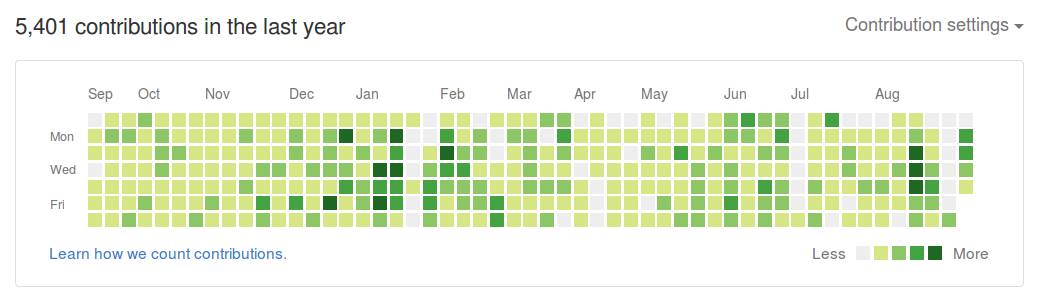 5,401 contributions in the last year
Contribution settings
Sep Oct Nov Dec Jan Feb Mar Apr May Jun Jul Aug
Mon
Wed
Fri
Learn how we count contributions.
Less More